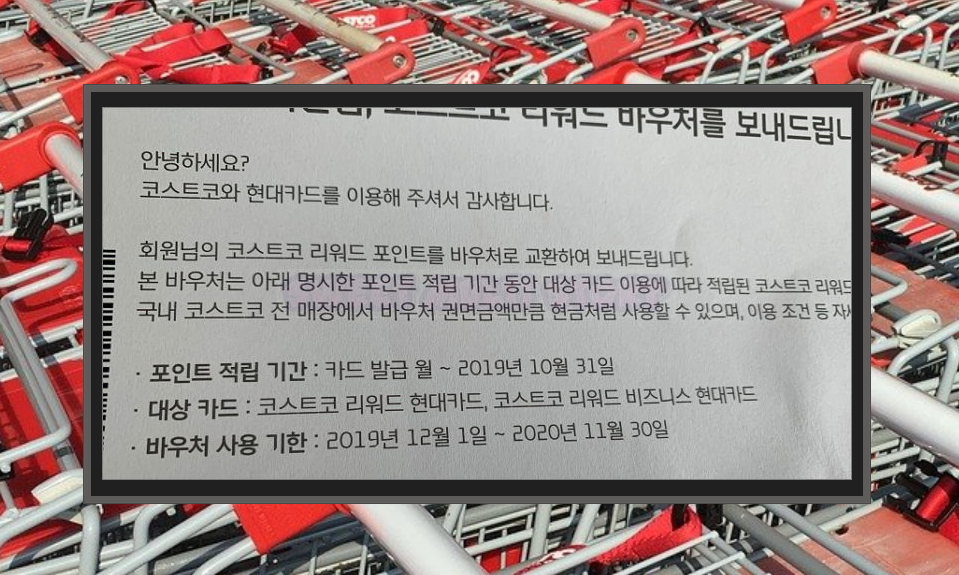 코스트코 리워드 바우처를 보내드립니
안녕하세요?
코스트코와 현대카드를 이용해 주셔서 감사합니다.
회원님의 코스트코 리워드 포인트를 바우처로 교환하여 보내드립니다.
본 바우처는 아래 명시한 포인트 적립 기간 동안 대상 카드 이용에 따라 적립된 코스트코 리워드
국내 코스트코 전 매장에서 바우처 권면금액만큼 현금처럼 사용할 수 있으며, 이용 조건 등 자세
· 포인트 적립 기간 : 카드 발급 월 ~ 2019년 10월 31일
· 대상 카드 : 코스트코 리워드 현대카드, 코스트코 리워드 비즈니스 현대카드
· 바우처 사용 기한 : 2019년 12월 1일 ~ 2020년 11월 30일